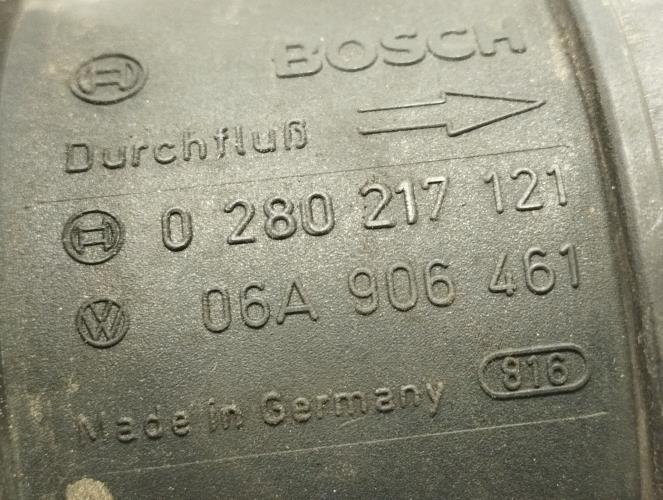 BOSCH
Durchfluß
0 280 217 121
06A 906 461
816
Made in Germany